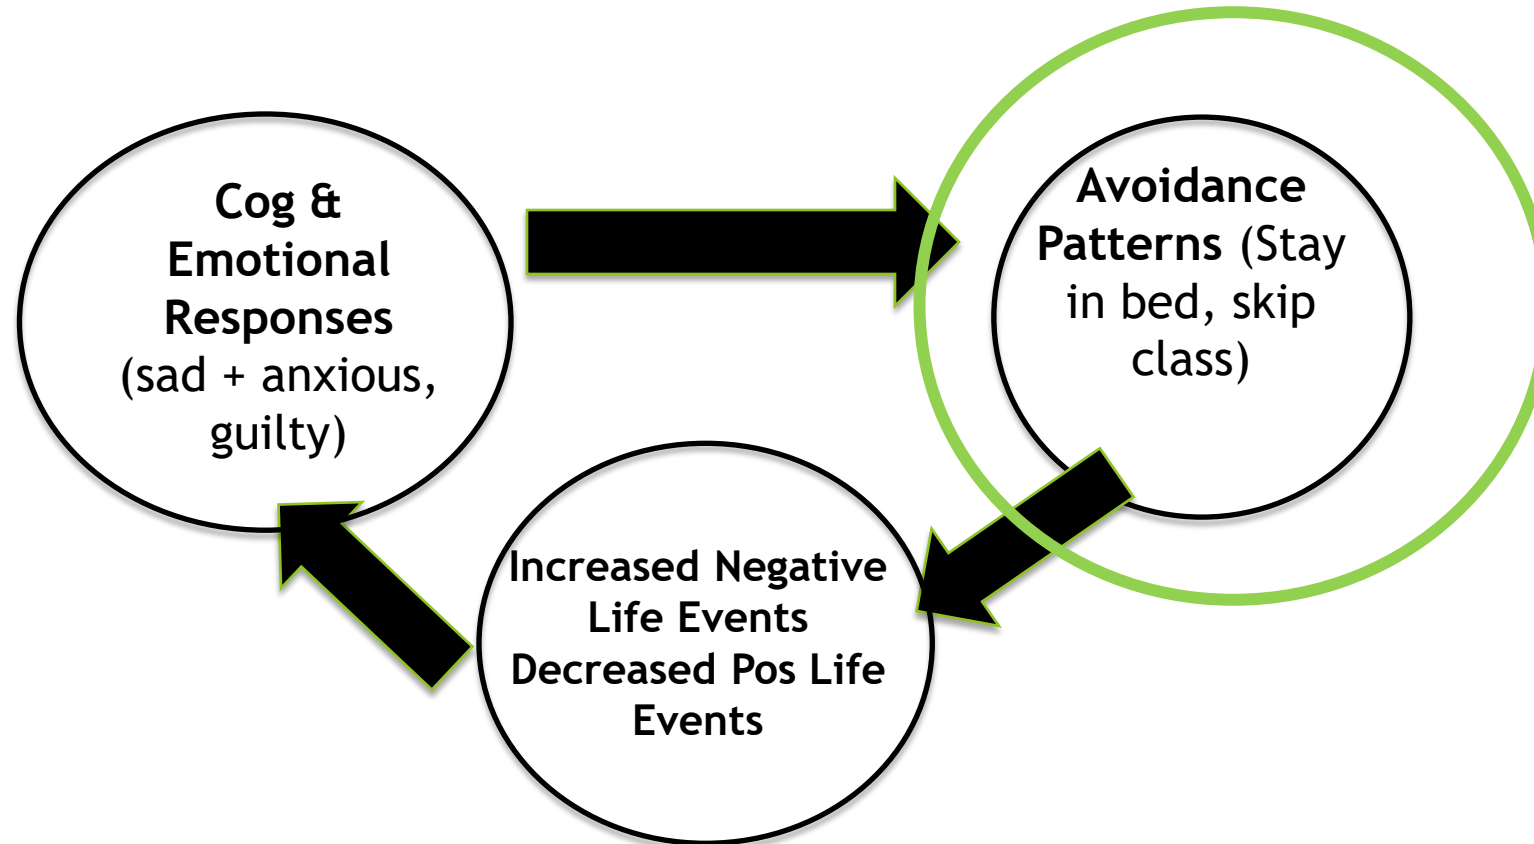 Cog &
Emotional
Responses
(sad + anxious,
guilty)
Avoidance
Patterns (Stay
in bed, skip
class)
Increased Negative
Life Events
Decreased Pos Life
Events